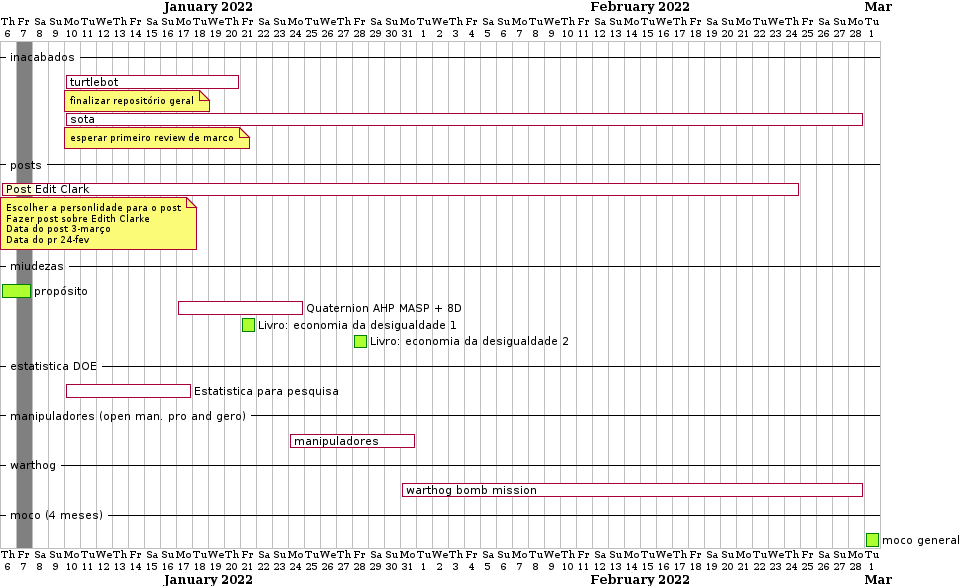 January 2022 February 2022 Mar
Th Fr Sa Su Mo Tu We Th Fr Sa Su Mo Tu We Th Fr Sa Su Mo Tu We Th Fr Sa Su Mo Tu We Th Fr Sa Su Mo Tu We Th Fr Sa Su Mo Tu We Th Fr Sa Su Mo Tu We Th Fr Sa Su Mo Tu
6 7 8 9 10 11 12 13 14 15 16 17 18 19 20 21 22 23 24 25 26 27 28 29 30 31 1 2 3 4 5 6 7 8 9 10 11 12 13 14 15 16 17 18 19 20 21 22 23 24 25 26 27 28 1
inacabados
turtlebot
finalizar repositório geral
sota
esperar primeiro review de marco
posts
Post Edit Clark
Escolher a personlidade para o post
Fazer post sobre Edith Clarke
Data do post 3-março
Data do pr 24-fev
miudezas
propósito
Quaternion AHP MASP + 8D
Livro: economia da desigualdade 1
Livro: economia da desigualdade 2
estatistica DOE
Estatistica para pesquisa
manipuladores (open man. pro and gero)
manipuladores
warthog
warthog bomb mission
moco (4 meses)
moco general
Th Fr Sa Su Mo Tu We Th Fr Sa Su Mo Tu We Th Fr Sa Su Mo Tu We Th Fr Sa Su Mo Tu We Th Fr Sa Su Mo Tu We Th Fr Sa Su Mo Tu We Th Fr Sa Su Mo Tu We Th Fr Sa Su Mo Tu
6 7 8 9 10 11 12 13 14 15 16 17 18 19 20 21 22 23 24 25 26 27 28 29 30 31 1 2 3 4 5 6 7 8 9 10 11 12 13 14 15 16 17 18 19 20 21 22 23 24 25 26 27 28 1
January 2022 February 2022 Mar